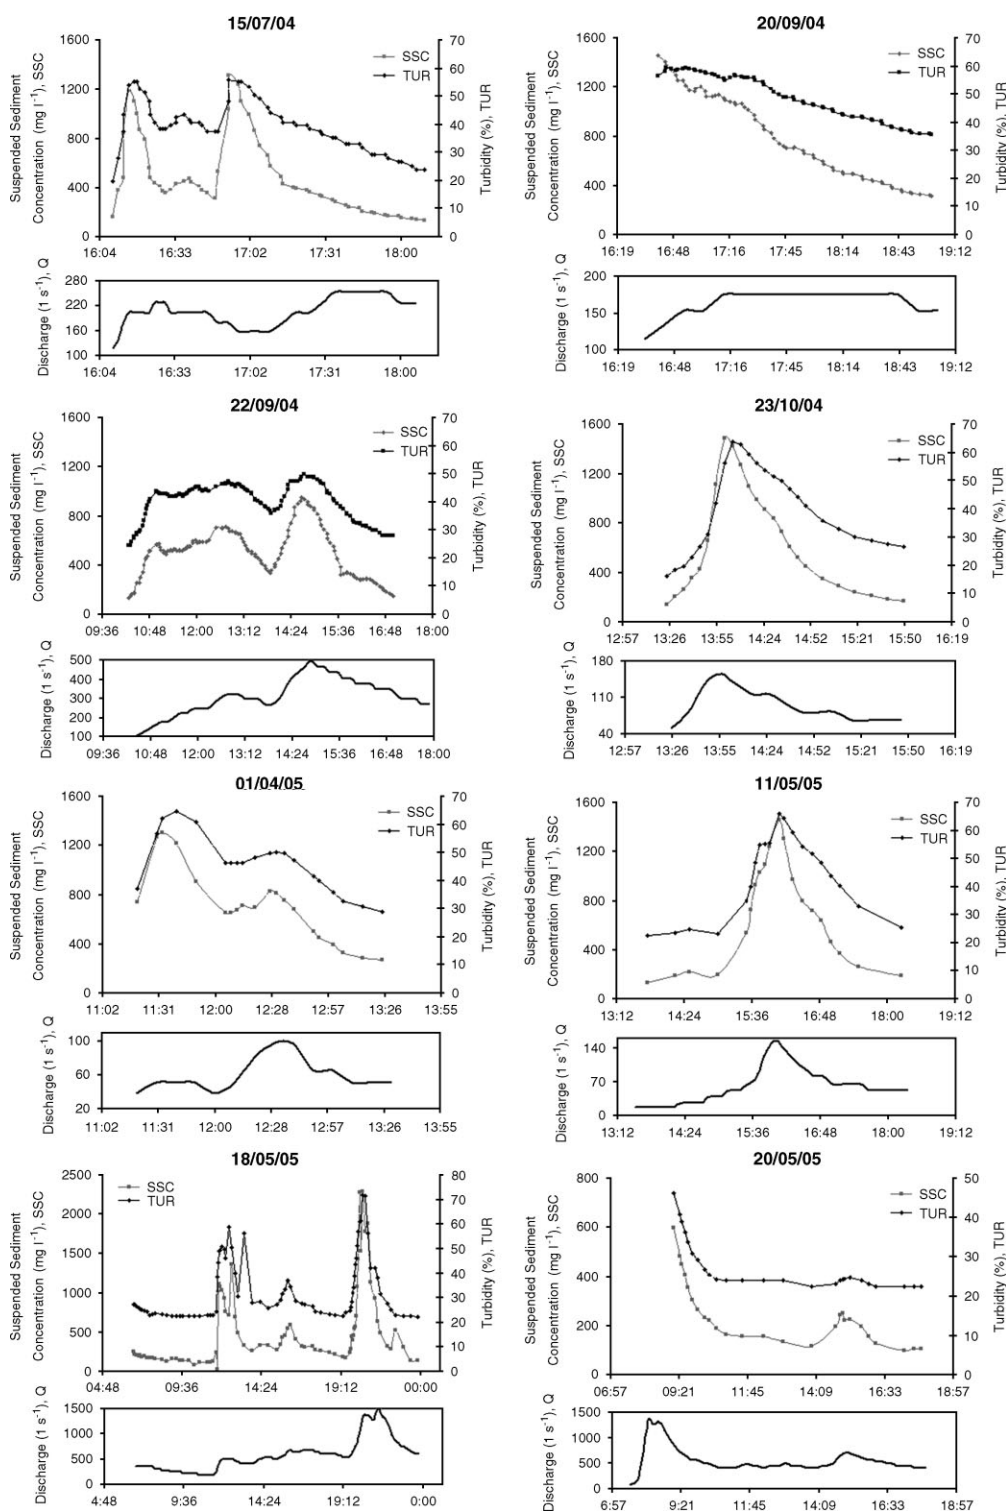 15/07/04
Suspended Sediment
Concentration (mg l-1), SSC
1600
1200
800
400
0
SSC
TUR
70
60
50
40
30
20
10
0
Turbidity (%), TUR
16:04 16:33 17:02 17:31 18:00
Discharge (1 s-1), Q
280
220
160
100
16:04 16:33 17:02 17:31 18:00
20/09/04
Suspended Sediment
Concentration (mg l-1), SSC
1600
1200
800
400
0
SSC
TUR
70
60
50
40
30
20
10
0
Turbidity (%), TUR
16:19 16:48 17:16 17:45 18:14 18:43 19:12
Discharge (1 s-1), Q
200
150
100
16:19 16:48 17:16 17:45 18:14 18:43 19:12
22/09/04
Suspended Sediment
Concentration (mg l-1), SSC
1600
1200
800
400
0
SSC
TUR
70
60
50
40
30
20
10
0
Turbidity (%), TUR
09:36 10:48 12:00 13:12 14:24 15:36 16:48 18:00
Discharge (1 s-1), Q
500
400
300
200
100
09:36 10:48 12:00 13:12 14:24 15:36 16:48 18:00
23/10/04
Suspended Sediment
Concentration (mg l-1), SSC
1600
1200
800
400
0
SSC
TUR
70
60
50
40
30
20
10
0
Turbidity (%), TUR
12:57 13:26 13:55 14:24 14:52 15:21 15:50 16:19
Discharge (1 s-1), Q
180
110
40
12:57 13:26 13:55 14:24 14:52 15:21 15:50 16:19
01/04/05
Suspended Sediment
Concentration (mg l-1), SSC
1600
1200
800
400
0
SSC
TUR
70
60
50
40
30
20
10
0
Turbidity (%), TUR
11:02 11:31 12:00 12:28 12:57 13:26 13:55
Discharge (1 s-1), Q
100
60
20
11:02 11:31 12:00 12:28 12:57 13:26 13:55
11/05/05
Suspended Sediment
Concentration (mg l-1), SSC
1600
1200
800
400
0
SSC
TUR
70
60
50
40
30
20
10
0
Turbidity (%), TUR
13:12 14:24 15:36 16:48 18:00 19:12
Discharge (1 s-1), Q
140
70
0
13:12 14:24 15:36 16:48 18:00 19:12
18/05/05
Suspended Sediment
Concentration (mg l-1), SSC
2500
2000
1500
1000
500
0
SSC
TUR
80
70
60
50
40
30
20
10
0
Turbidity (%), TUR
04:48 09:36 14:24 19:12 00:00
Discharge (1 s-1), Q
1500
1000
500
0
4:48 9:36 14:24 19:12 0:00
20/05/05
Suspended Sediment
Concentration (mg l-1), SSC
800
600
400
200
0
SSC
TUR
50
40
30
20
10
0
Turbidity (%), TUR
06:57 09:21 11:45 14:09 16:33 18:57
Discharge (1 s-1), Q
1500
1000
500
0
6:57 9:21 11:45 14:09 16:33 18:57